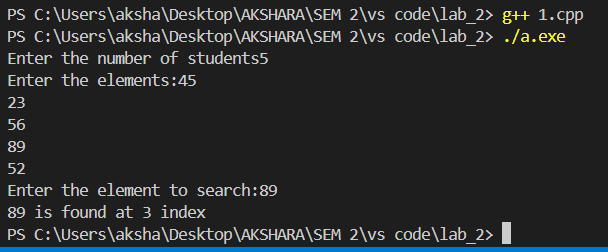 PS C:\Users\aksha\Desktop\AKSHARA\SEM 2\vs code\lab_2> g++ 1.cpp
PS C:\Users\aksha\Desktop\AKSHARA\SEM 2\vs code\lab_2> ./a.exe
Enter the number of students5
Enter the elements:45
23
56
89
52
Enter the element to search:89
89 is found at 3 index
PS C:\Users\aksha\Desktop\AKSHARA\SEM 2\vs code\lab_2>